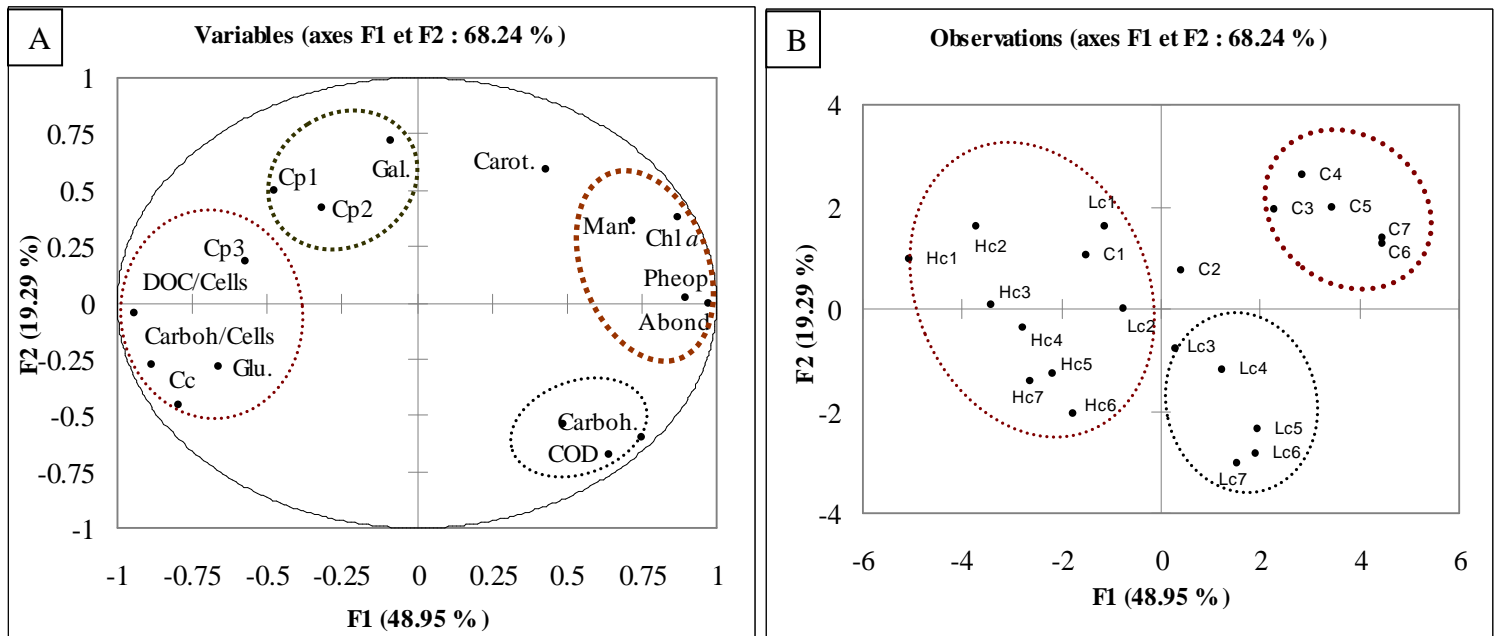 A
Variables (axes F1 et F2 : 68.24 %)
1
0.75
0.5
0.25
0
-0.25
-0.5
-0.75
-1
F2 (19.29 %)
Gal.
Carot.
Cp1
Cp2
Man.
Chl a
Cp3
DOC/Cells
Pheop
Abond
Carboh/Cells
Glu.
Cc
Carboh.
COD
-1
-0.75
-0.5
-0.25
0
0.25
0.5
0.75
1
F1 (48.95 %)
B
Observations (axes F1 et F2 : 68.24 %)
4
2
0
-2
-4
F2 (19.29 %)
C4
C3
C5
C7
C6
Lc1
Hc2
C1
Hc1
C2
Hc3
Lc2
Hc4
Lc3
Lc4
Hc5
Hc7
Hc6
Lc5
Lc6
Lc7
-6
-4
-2
0
2
4
6
F1 (48.95 %)